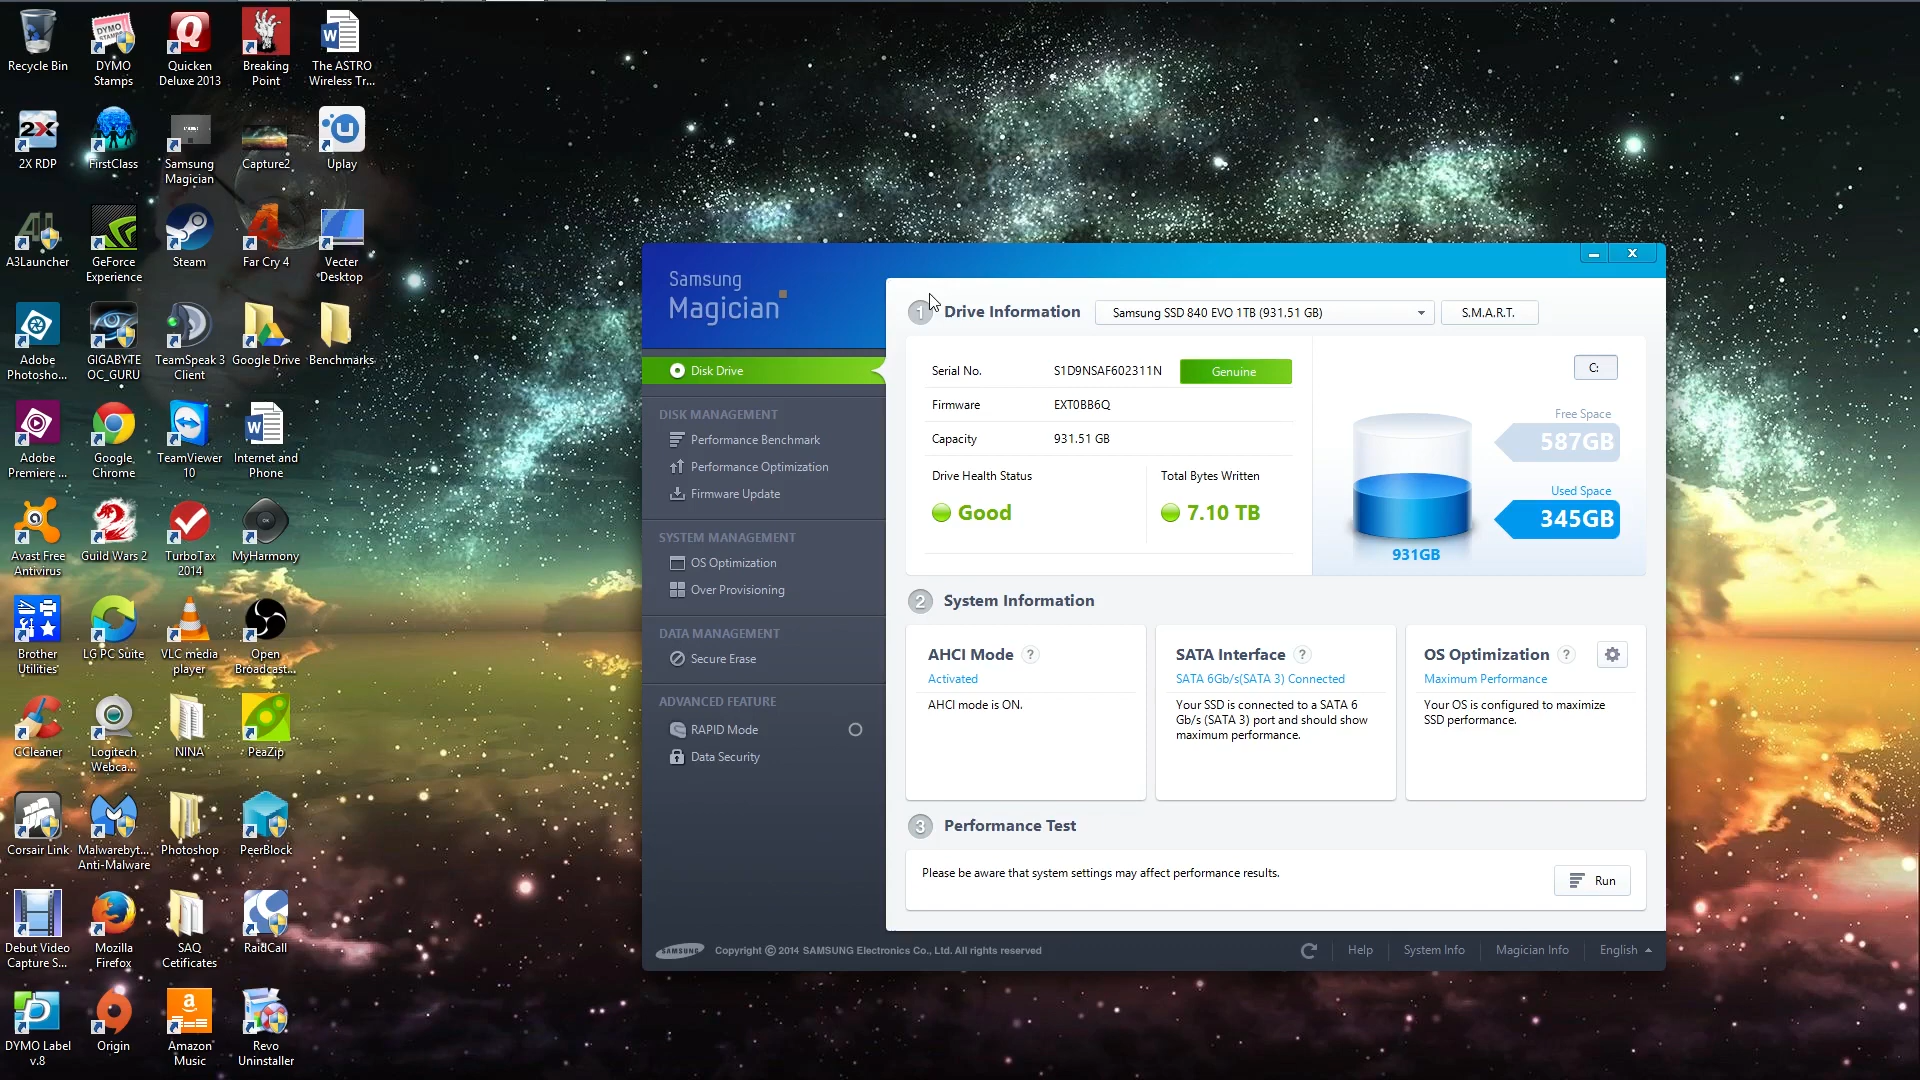 Recycle Bin
DYMO
Stamps
Quicken
Deluxe 2013
Breaking
Point
The ASTRO
Wireless Tr...
2X RDP
FirstClass
Samsung
Magician
Capture2
Uplay
A3Launcher
GeForce
Experience
Steam
Far Cry 4
Vecter
Desktop
Adobe
Photosho...
GIGABYTE
OC_GURU
TeamSpeak 3
Client
Google Drive
Benchmarks
Adobe
Premiere ...
Google
Chrome
TeamViewer
10
Internet and
Phone
Avast Free
Antivirus
Guild Wars 2
TurboTax
2014
MyHarmony
Brother
Utilities
LG PC Suite
VLC media
player
Open
Broadcast...
CCleaner
Logitech
Webca...
NINA
PeaZip
Corsair Link
Malwarebyt...
Anti-Malware
Photoshop
PeerBlock
Debut Video
Capture S...
Mozilla
Firefox
SAQ
Cetificates
RaidCall
DYMO Label
v.8
Origin
Amazon
Music
Revo
Uninstaller
Samsung
Magician
Disk Drive
DISK MANAGEMENT
Performance Benchmark
Performance Optimization
Firmware Update
SYSTEM MANAGEMENT
OS Optimization
Over Provisioning
DATA MANAGEMENT
Secure Erase
ADVANCED FEATURE
RAPID Mode
Data Security
1 Drive Information
Samsung SSD 840 EVO 1TB (931.51 GB)
S.M.A.R.T.
Serial No. S1D9NSAF602311N Genuine
Firmware EXT0BB6Q
Capacity 931.51 GB
Drive Health Status
Good
Total Bytes Written
7.10 TB
C:
Free Space
587GB
Used Space
345GB
931GB
2 System Information
AHCI Mode ?
Activated
AHCI mode is ON.
SATA Interface ?
SATA 6Gb/s(SATA 3) Connected
Your SSD is connected to a SATA 6
Gb/s (SATA 3) port and should show
maximum performance.
OS Optimization ?
Maximum Performance
Your OS is configured to maximize
SSD performance.
3 Performance Test
Please be aware that system settings may affect performance results.
Run
SAMSUNG Copyright © 2014 SAMSUNG Electronics Co., Ltd. All rights reserved
Help
System Info
Magician Info
English